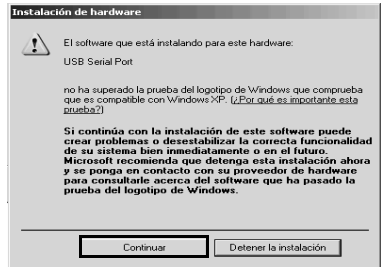 Instalación de hardware
El software que está instalando para este hardware:
USB Serial Port
no ha superado la prueba del logotipo de Windows que comprueba
que es compatible con Windows XP. (¿Por qué es importante esta
prueba?)
Si continúa con la instalación de este software puede
crear problemas o desestabilizar la correcta funcionalidad
de su sistema bien inmediatamente o en el futuro.
Microsoft recomienda que detenga esta instalación ahora
y se ponga en contacto con su proveedor de hardware
para consultarle acerca del software que ha pasado la
prueba del logotipo de Windows.
Continuar
Detener la instalación